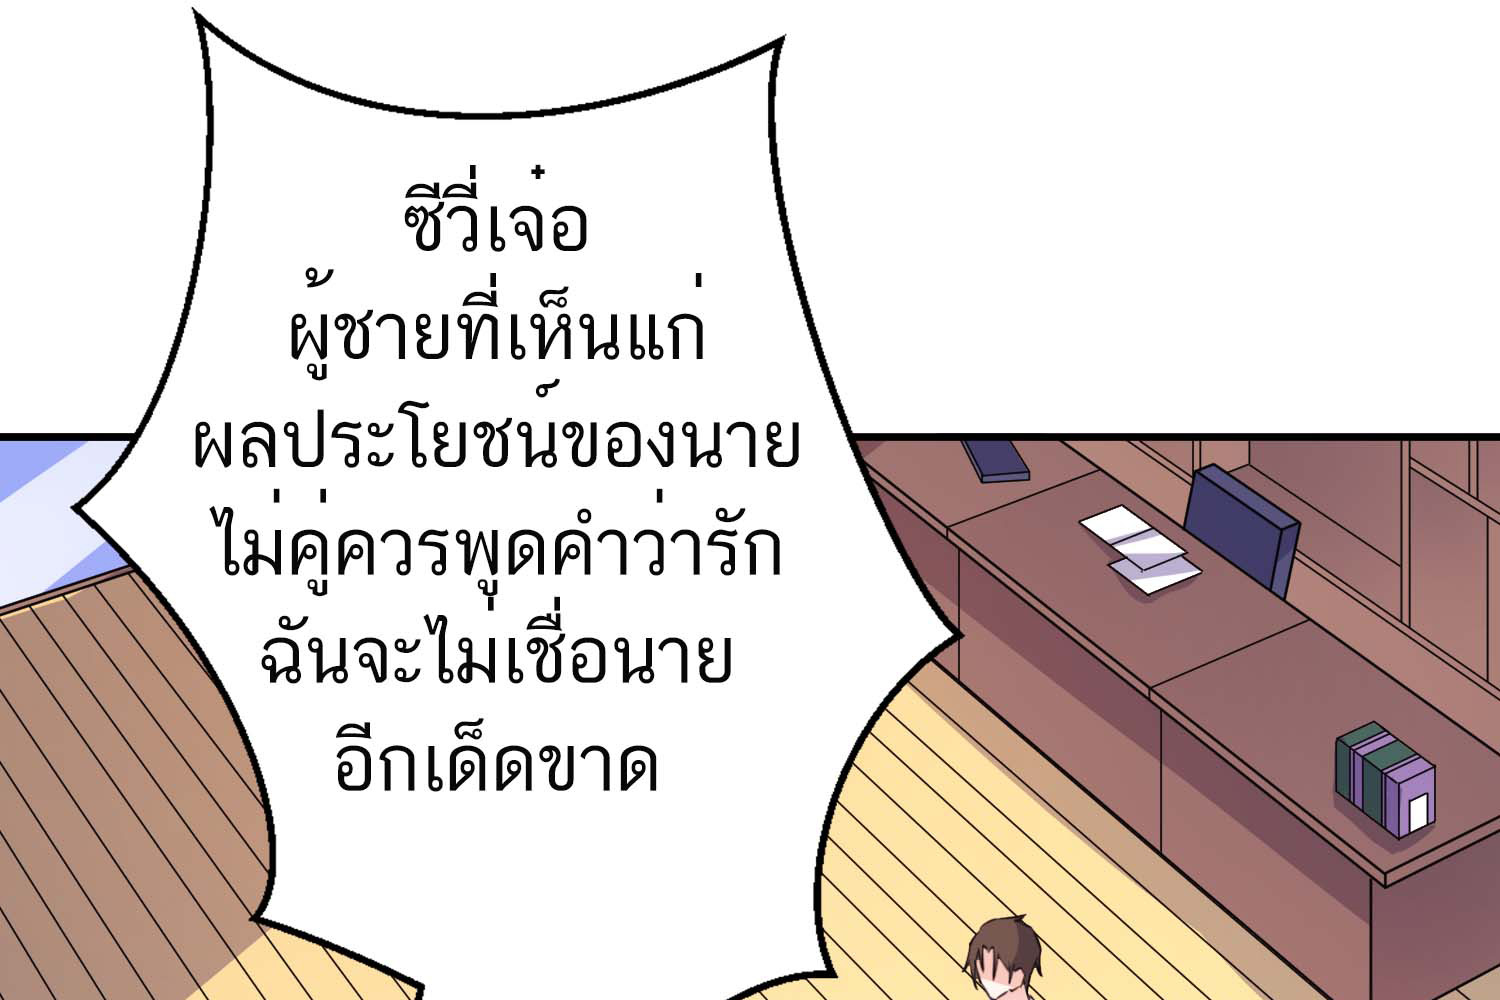 ซีวี่เจ๋อ
ผู้ชายที่เห็นแก่
ผลประโยชน์ของนาย
ไม่คู่ควรพูดคำว่ารัก
ฉันจะไม่เชื่อนาย
อีกเด็ดขาด